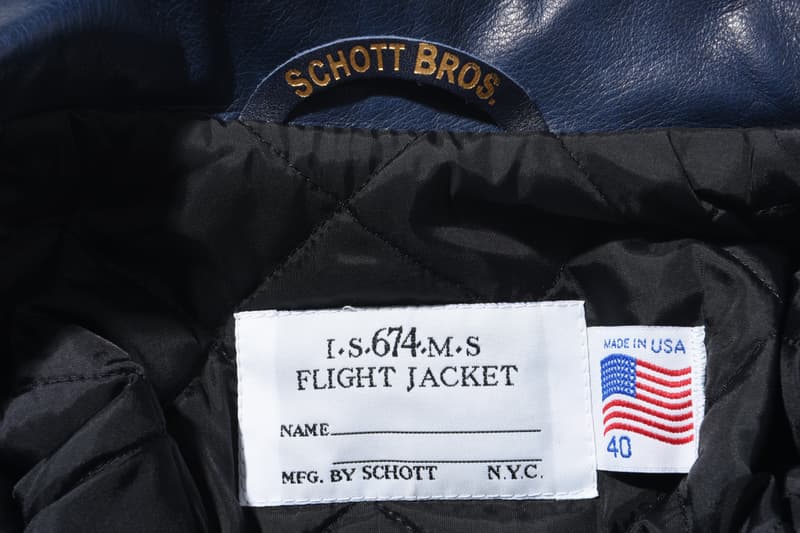 SCHOTT BROS.
I.S.674.M.S
FLIGHT JACKET
NAME
MFG. BY SCHOTT N.Y.C.
MADE IN USA
40